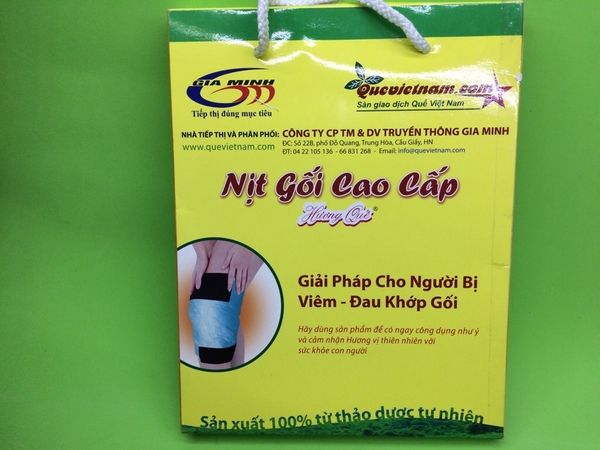 GIA MINH
Tiếp thị đúng mục tiêu
Quevietnam.com
Sàn giao dịch Quế Việt Nam
NHÀ TIẾP THỊ VÀ PHÂN PHỐI: CÔNG TY CP TM & DV TRUYỀN THÔNG GIA MINH
www.quevietnam.com
ĐC: Số 22B, phố Đỗ Quang, Trung Hòa, Cầu Giấy, HN
ĐT: 04 22 105 136 - 66 831 268 - Email: info@quevietnam.com
Nịt Gối Cao Cấp
Hương Quế®
Giải Pháp Cho Người Bị
Viêm - Đau Khớp Gối
Hãy dùng sản phẩm để có ngay công dụng như ý
và cảm nhận Hương vị thiên nhiên với
sức khỏe con người
Sản xuất 100% từ thảo dược tự nhiên